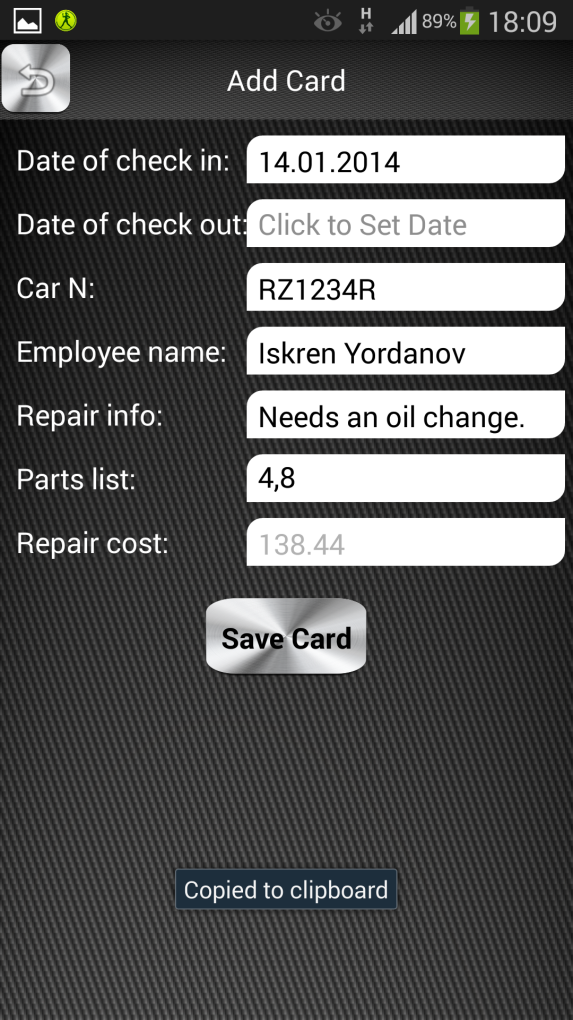 H 89% 18:09
Add Card
Date of check in: 14.01.2014
Date of check out: Click to Set Date
Car N: RZ1234R
Employee name: Iskren Yordanov
Repair info: Needs an oil change.
Parts list: 4,8
Repair cost: 138.44
Save Card
Copied to clipboard